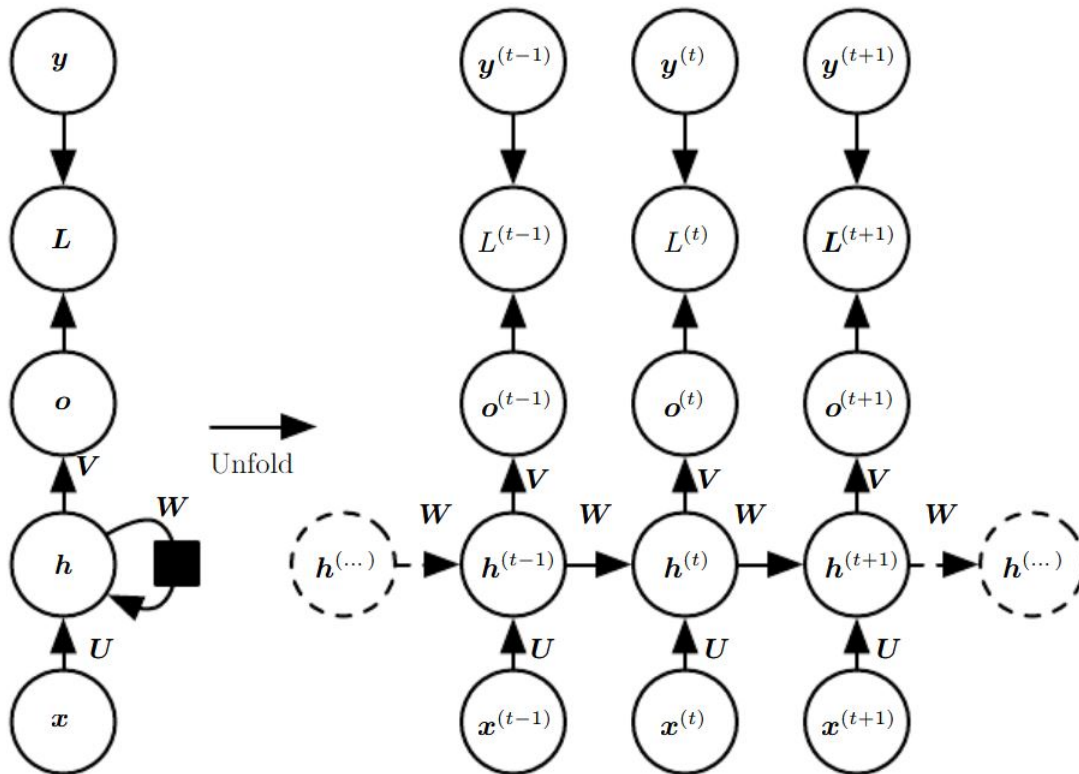 y y^(t−1) y^(t) y^(t+1)
L L^(t−1) L^(t) L^(t+1)
o o^(t−1) o^(t) o^(t+1)
Unfold
V V V V
W W W W W
h h^(...) h^(t−1) h^(t) h^(t+1) h^(...)
U U U U
x x^(t−1) x^(t) x^(t+1)